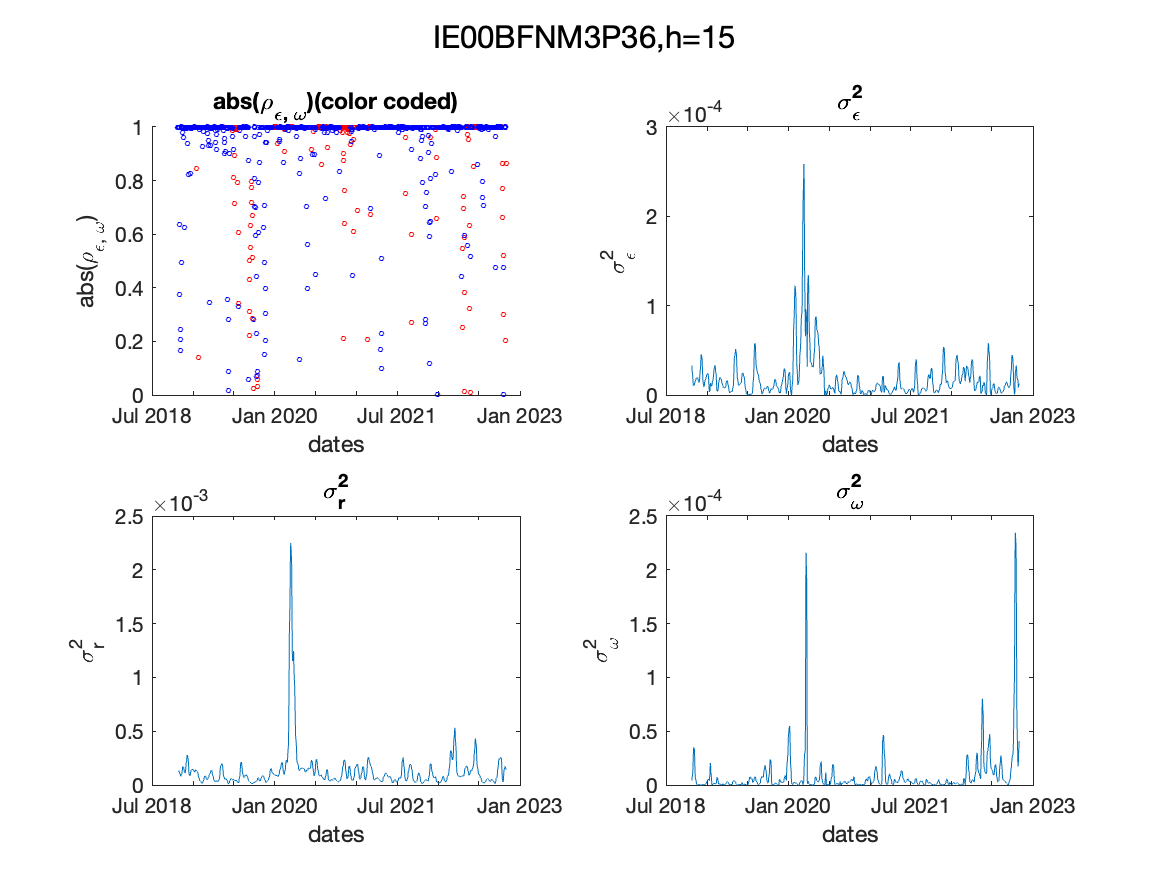 IE00BFNM3P36,h=15
abs(ρϵ, ω)(color coded)
abs(ρϵ, ω)
1
0.8
0.6
0.4
0.2
0
Jul 2018 Jan 2020 Jul 2021 Jan 2023
dates
σ²ϵ
×10-4
σ²ϵ
3
2
1
0
Jul 2018 Jan 2020 Jul 2021 Jan 2023
dates
σ²r
×10-3
σ²r
2.5
2
1.5
1
0.5
0
Jul 2018 Jan 2020 Jul 2021 Jan 2023
dates
σ²ω
×10-4
σ²ω
2.5
2
1.5
1
0.5
0
Jul 2018 Jan 2020 Jul 2021 Jan 2023
dates